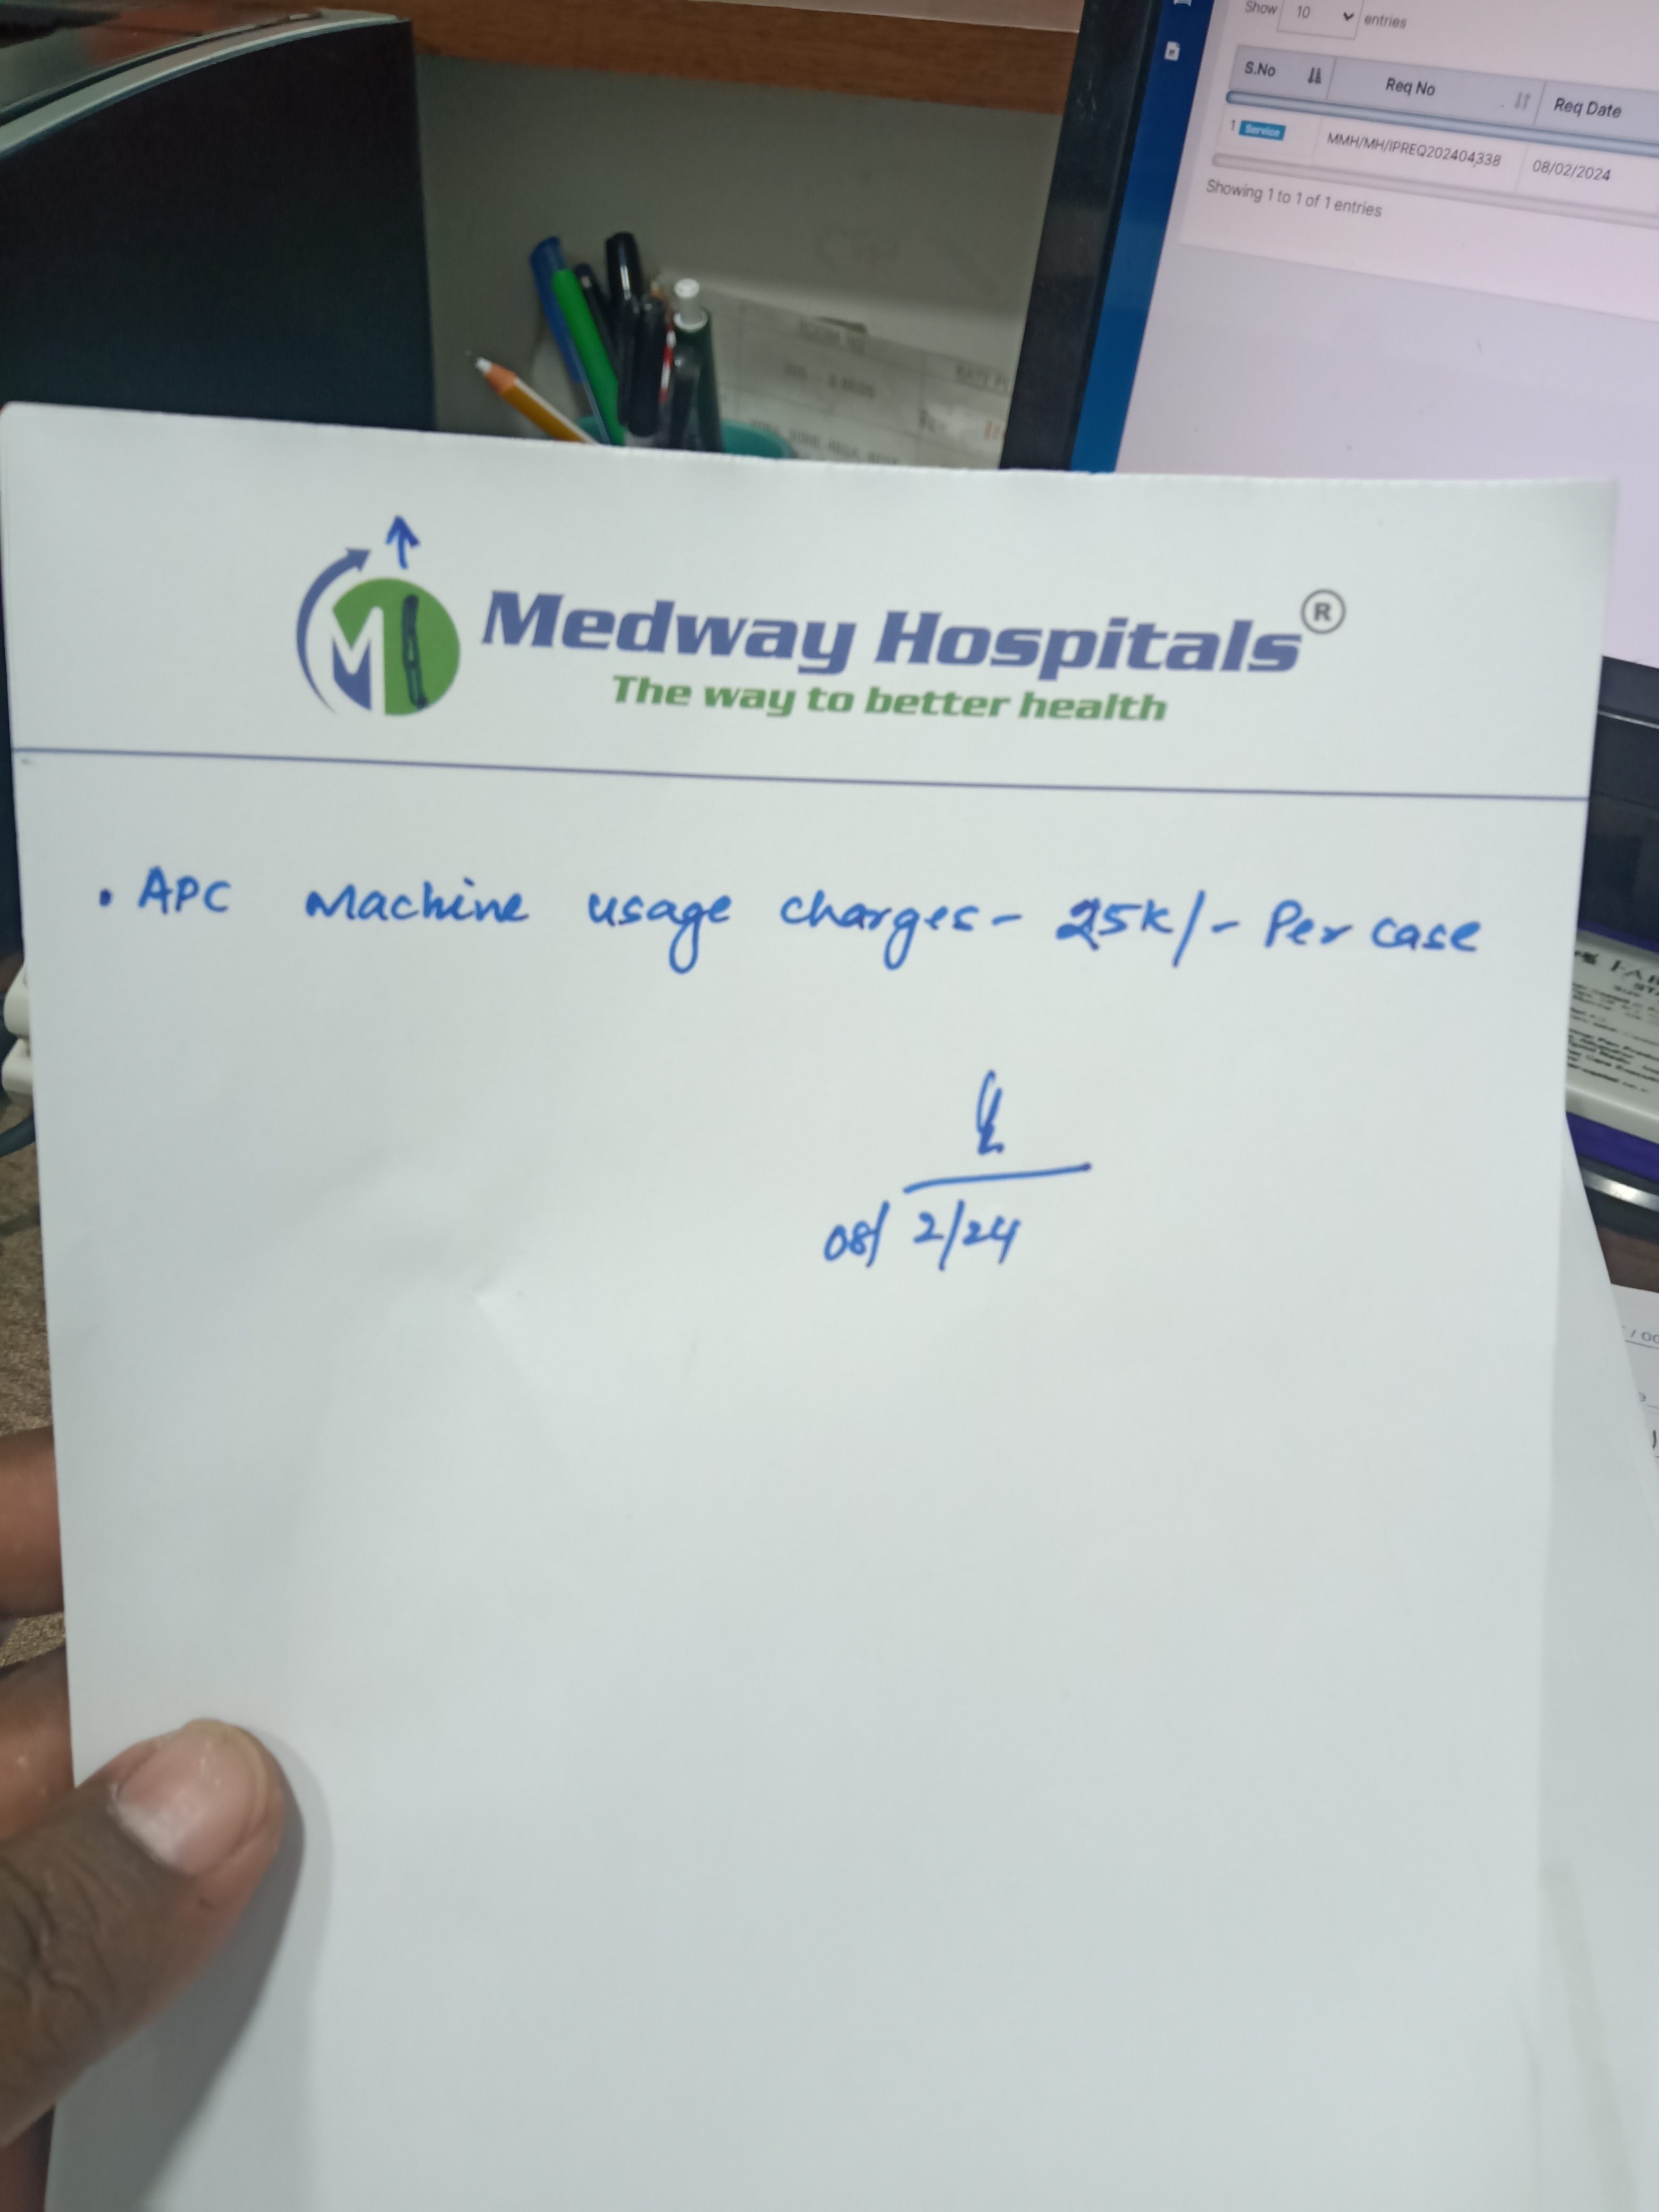 Show 10 entries
S.No Req No Req Date
1 Service MMH/MH/IPREQ202404338 08/02/2024
Showing 1 to 1 of 1 entries
M
Medway Hospitals®
The way to better health
• APC Machine usage charges - 25K/- Per case
08/2/24